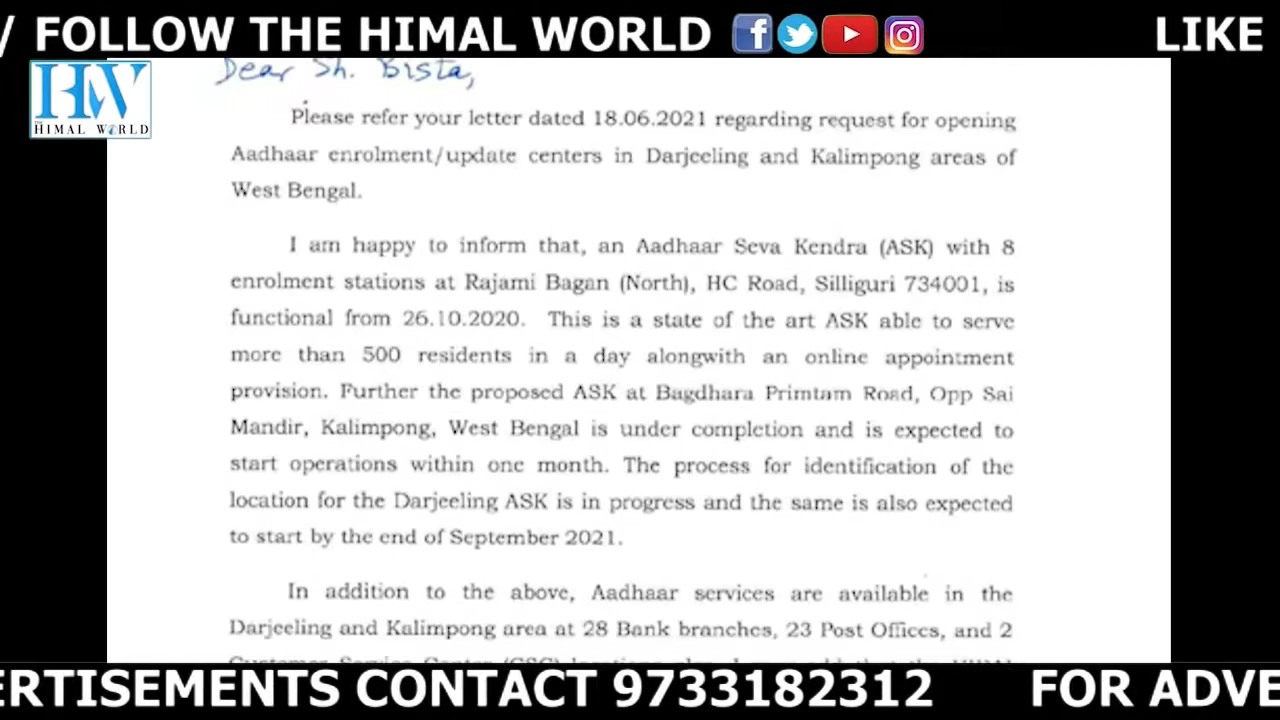 / FOLLOW THE HIMAL WORLD
LIKE
HW
THE HIMAL WORLD
Dear Sh. Bista,
Please refer your letter dated 18.06.2021 regarding request for opening
Aadhaar enrolment/update centers in Darjeeling and Kalimpong areas of
West Bengal.
I am happy to inform that, an Aadhaar Seva Kendra (ASK) with 8
enrolment stations at Rajami Bagan (North), HC Road, Silliguri 734001, is
functional from 26.10.2020. This is a state of the art ASK able to serve
more than 500 residents in a day alongwith an online appointment
provision. Further the proposed ASK at Bagdhara Primtam Road, Opp Sai
Mandir, Kalimpong, West Bengal is under completion and is expected to
start operations within one month. The process for identification of the
location for the Darjeeling ASK is in progress and the same is also expected
to start by the end of September 2021.
In addition to the above, Aadhaar services are available in the
Darjeeling and Kalimpong area at 28 Bank branches, 23 Post Offices, and 2
ERTISEMENTS CONTACT 9733182312
FOR ADVE